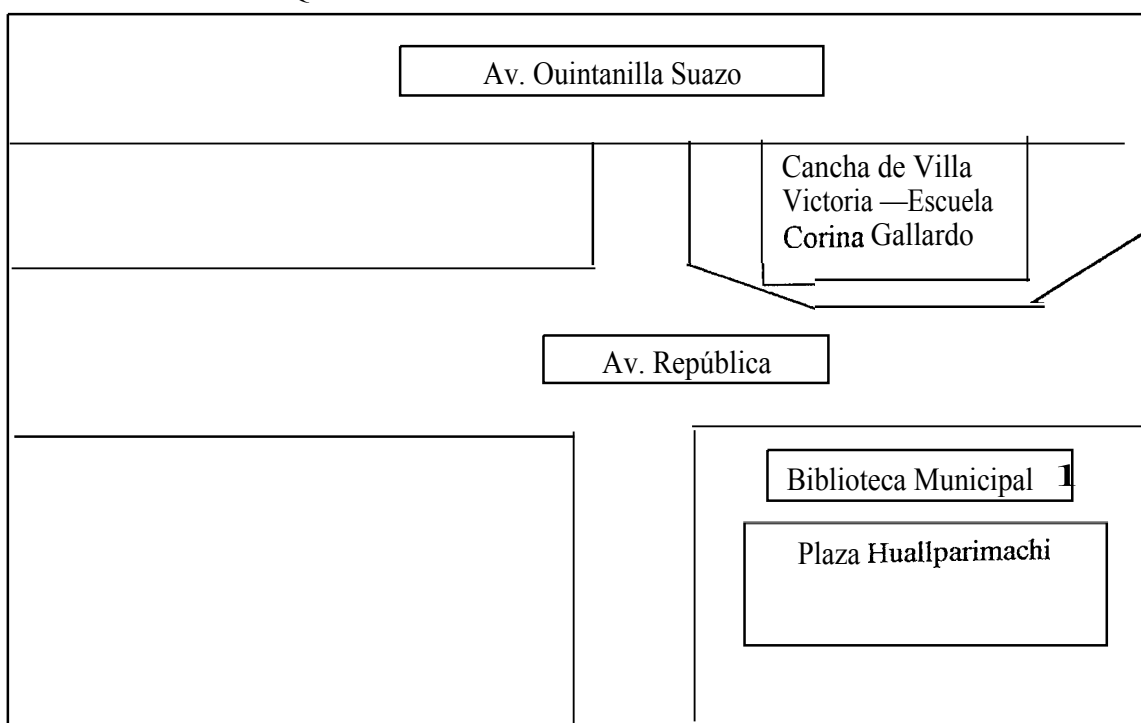 Q
Av. Ouintanilla Suazo
Cancha de Villa
Victoria —Escuela
Corina Gallardo
Av. República
Biblioteca Municipal 1
Plaza Huallparimachi